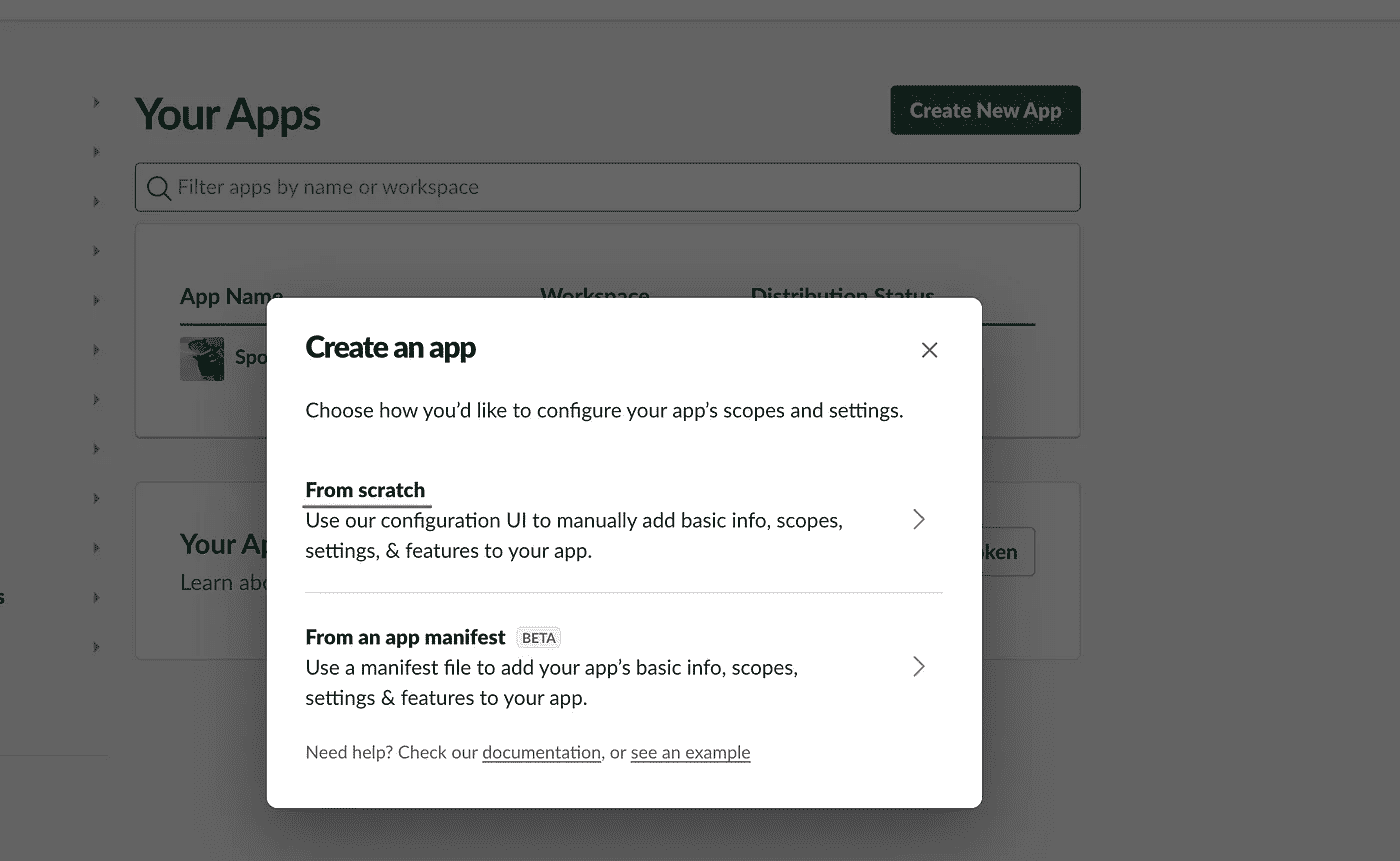 Your Apps
Create New App
Filter apps by name or workspace
App Name
Workspace
Distribution Status
Create an app
Choose how you’d like to configure your app’s scopes and settings.
From scratch
Use our configuration UI to manually add basic info, scopes,
settings, & features to your app.
From an app manifest BETA
Use a manifest file to add your app’s basic info, scopes,
settings & features to your app.
Need help? Check our documentation, or see an example
Your
Learn